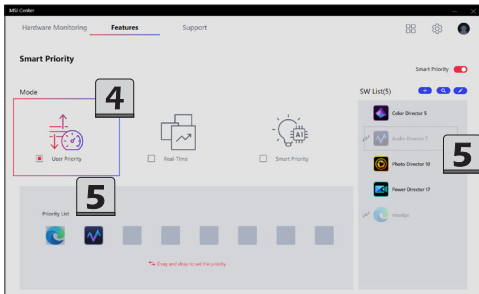 MSI Center
Hardware Monitoring Features Support
Smart Priority
Smart Priority
Mode
SW List(5)
4
Color Director 5
Audio Director 7
5
User Priority
Real-Time
Smart Priority
Photo Director 10
5
Power Director 17
Priority List
msedge
Drag and drop to set the priority